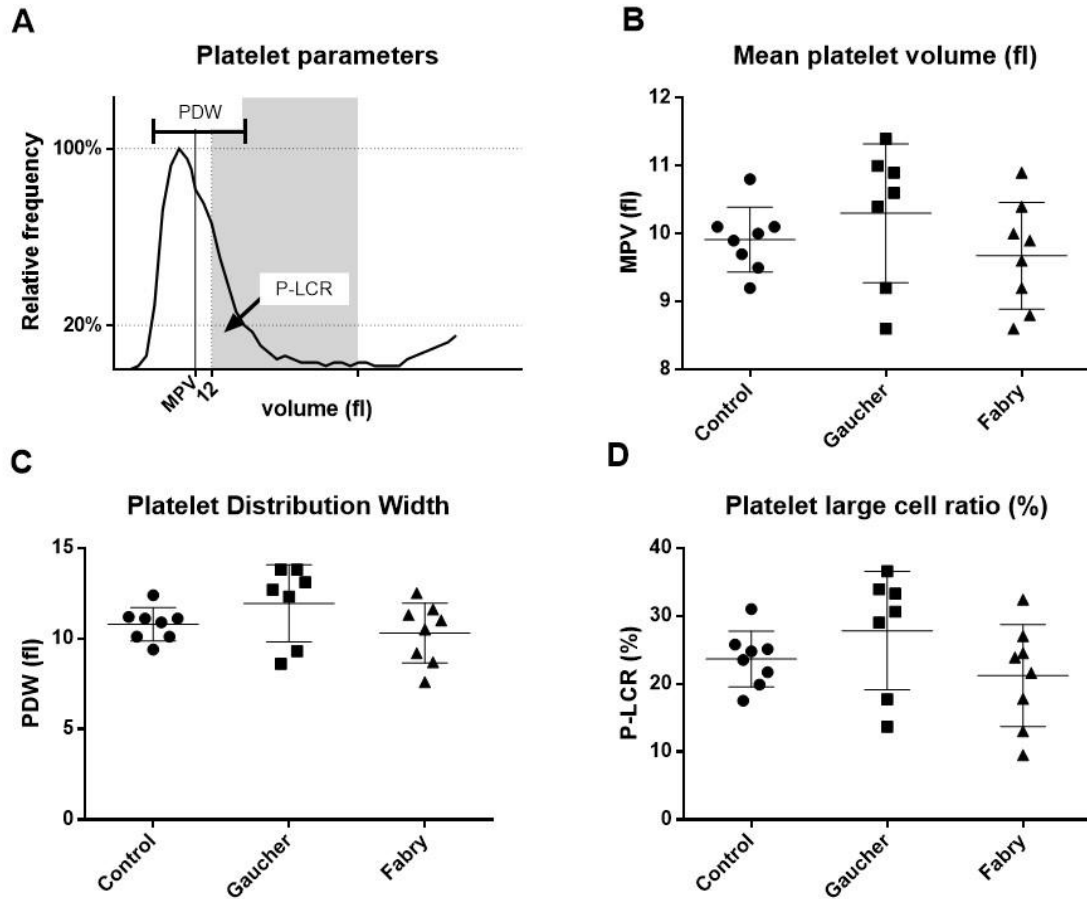 A
Platelet parameters
PDW
100%
P-LCR
20%
Relative frequency
MPV
12
volume (fl)
B
Mean platelet volume (fl)
12
11
10
9
8
MPV (fl)
Control
Gaucher
Fabry
C
Platelet Distribution Width
15
10
5
0
PDW (fl)
Control
Gaucher
Fabry
D
Platelet large cell ratio (%)
40
30
20
10
0
P-LCR (%)
Control
Gaucher
Fabry